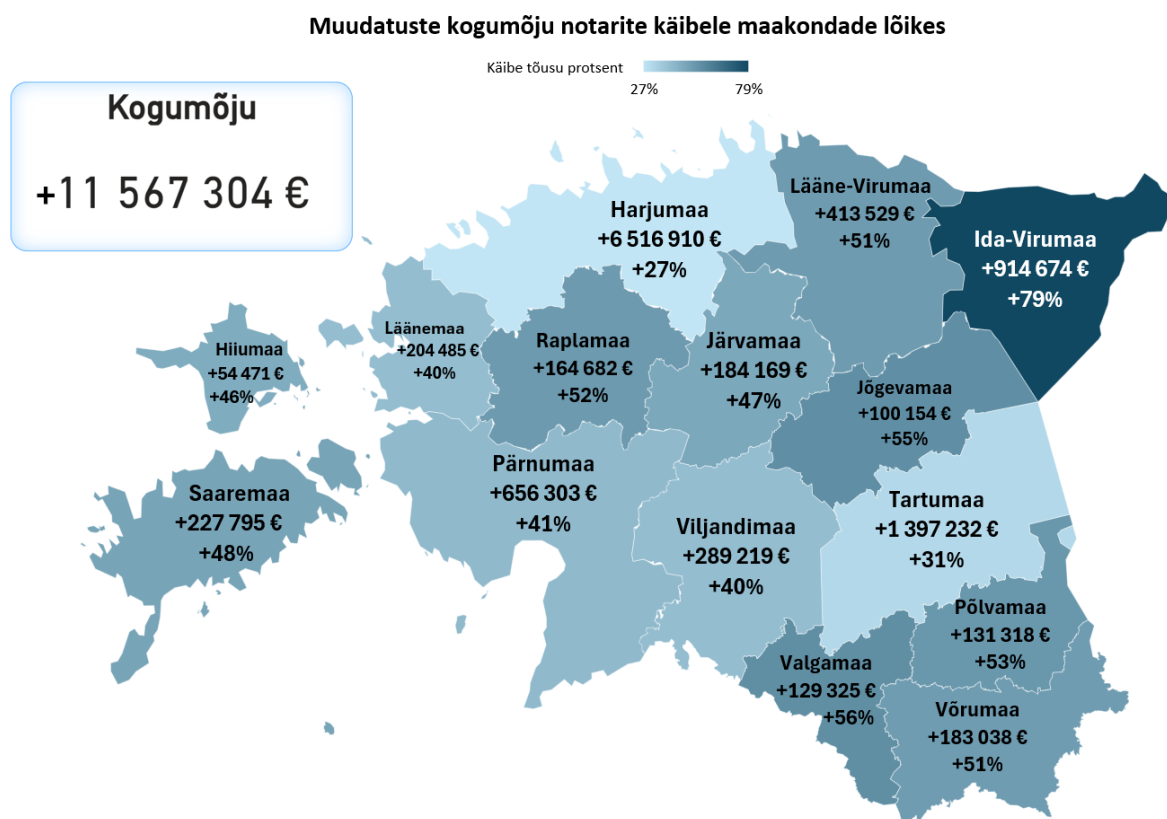 Muudatuste kogumõju notarite käibele maakondade lõikes
Käibe tõusu protsent
27%
79%
Kogumõju
+11 567 304 €
Harjumaa
+6 516 910 €
+27%
Lääne-Virumaa
+413 529 €
+51%
Ida-Virumaa
+914 674 €
+79%
Läänemaa
+204 485 €
+40%
Raplamaa
+164 682 €
+52%
Järvamaa
+184 169 €
+47%
Hiiumaa
+54 471 €
+46%
Jõgevamaa
+100 154 €
+55%
Saaremaa
+227 795 €
+48%
Pärnumaa
+656 303 €
+41%
Viljandimaa
+289 219 €
+40%
Tartumaa
+1 397 232 €
+31%
Põlvamaa
+131 318 €
+53%
Valgamaa
+129 325 €
+56%
Võrumaa
+183 038 €
+51%